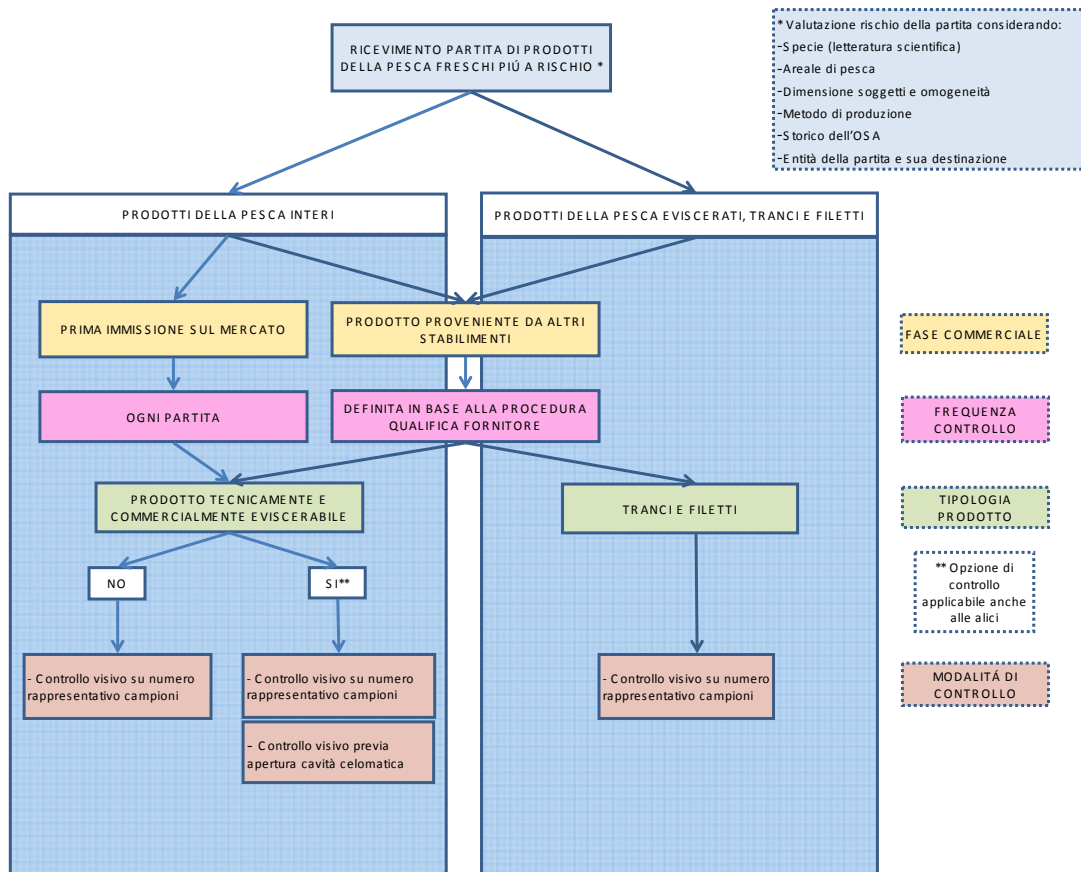 RICEVIMENTO PARTITA DI PRODOTTI
DELLA PESCA FRESCHI PIÚ A RISCHIO *
* Valutazione rischio della partita considerando:
-Specie (letteratura scientifica)
-Areale di pesca
-Dimensione soggetti e omogeneità
-Metodo di produzione
-Storico dell'OSA
-Entità della partita e sua destinazione
PRODOTTI DELLA PESCA INTERI
PRODOTTI DELLA PESCA EVISCERATI, TRANCI E FILETTI
PRIMA IMMISSIONE SUL MERCATO
PRODOTTO PROVENIENTE DA ALTRI
STABILIMENTI
FASE COMMERCIALE
OGNI PARTITA
DEFINITA IN BASE ALLA PROCEDURA
QUALIFICA FORNITORE
FREQUENZA
CONTROLLO
PRODOTTO TECNICAMENTE E
COMMERCIALMENTE EVISCERABILE
TRANCI E FILETTI
TIPOLOGIA
PRODOTTO
NO
SI**
** Opzione di
controllo
applicabile anche
alle alici
- Controllo visivo su numero
rappresentativo campioni
- Controllo visivo su numero
rappresentativo campioni
- Controllo visivo previa
apertura cavità celomatica
- Controllo visivo su numero
rappresentativo campioni
MODALITÁ DI
CONTROLLO